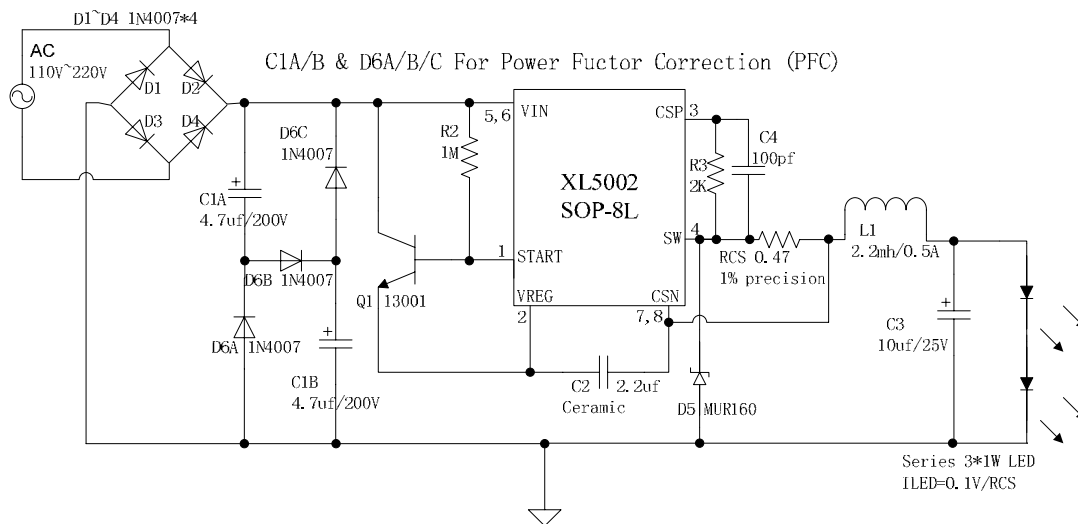 D1~D4 1N4007*4
AC
110V~220V
C1A/B & D6A/B/C For Power Fuctor Correction (PFC)
D1
D2
D3
D4
D6C
1N4007
R2
1M
5,6
VIN
CSP
3
C4
100pf
R3
2K
XL5002
SOP-8L
C1A
4.7uf/200V
+
D6B 1N4007
1
START
SW
4
RCS 0.47
1% precision
L1
2.2mh/0.5A
Q1 13001
VREG
2
CSN
7,8
D6A 1N4007
+
C1B
4.7uf/200V
C2 2.2uf
Ceramic
D5 MUR160
+
C3
10uf/25V
Series 3*1W LED
ILED=0.1V/RCS